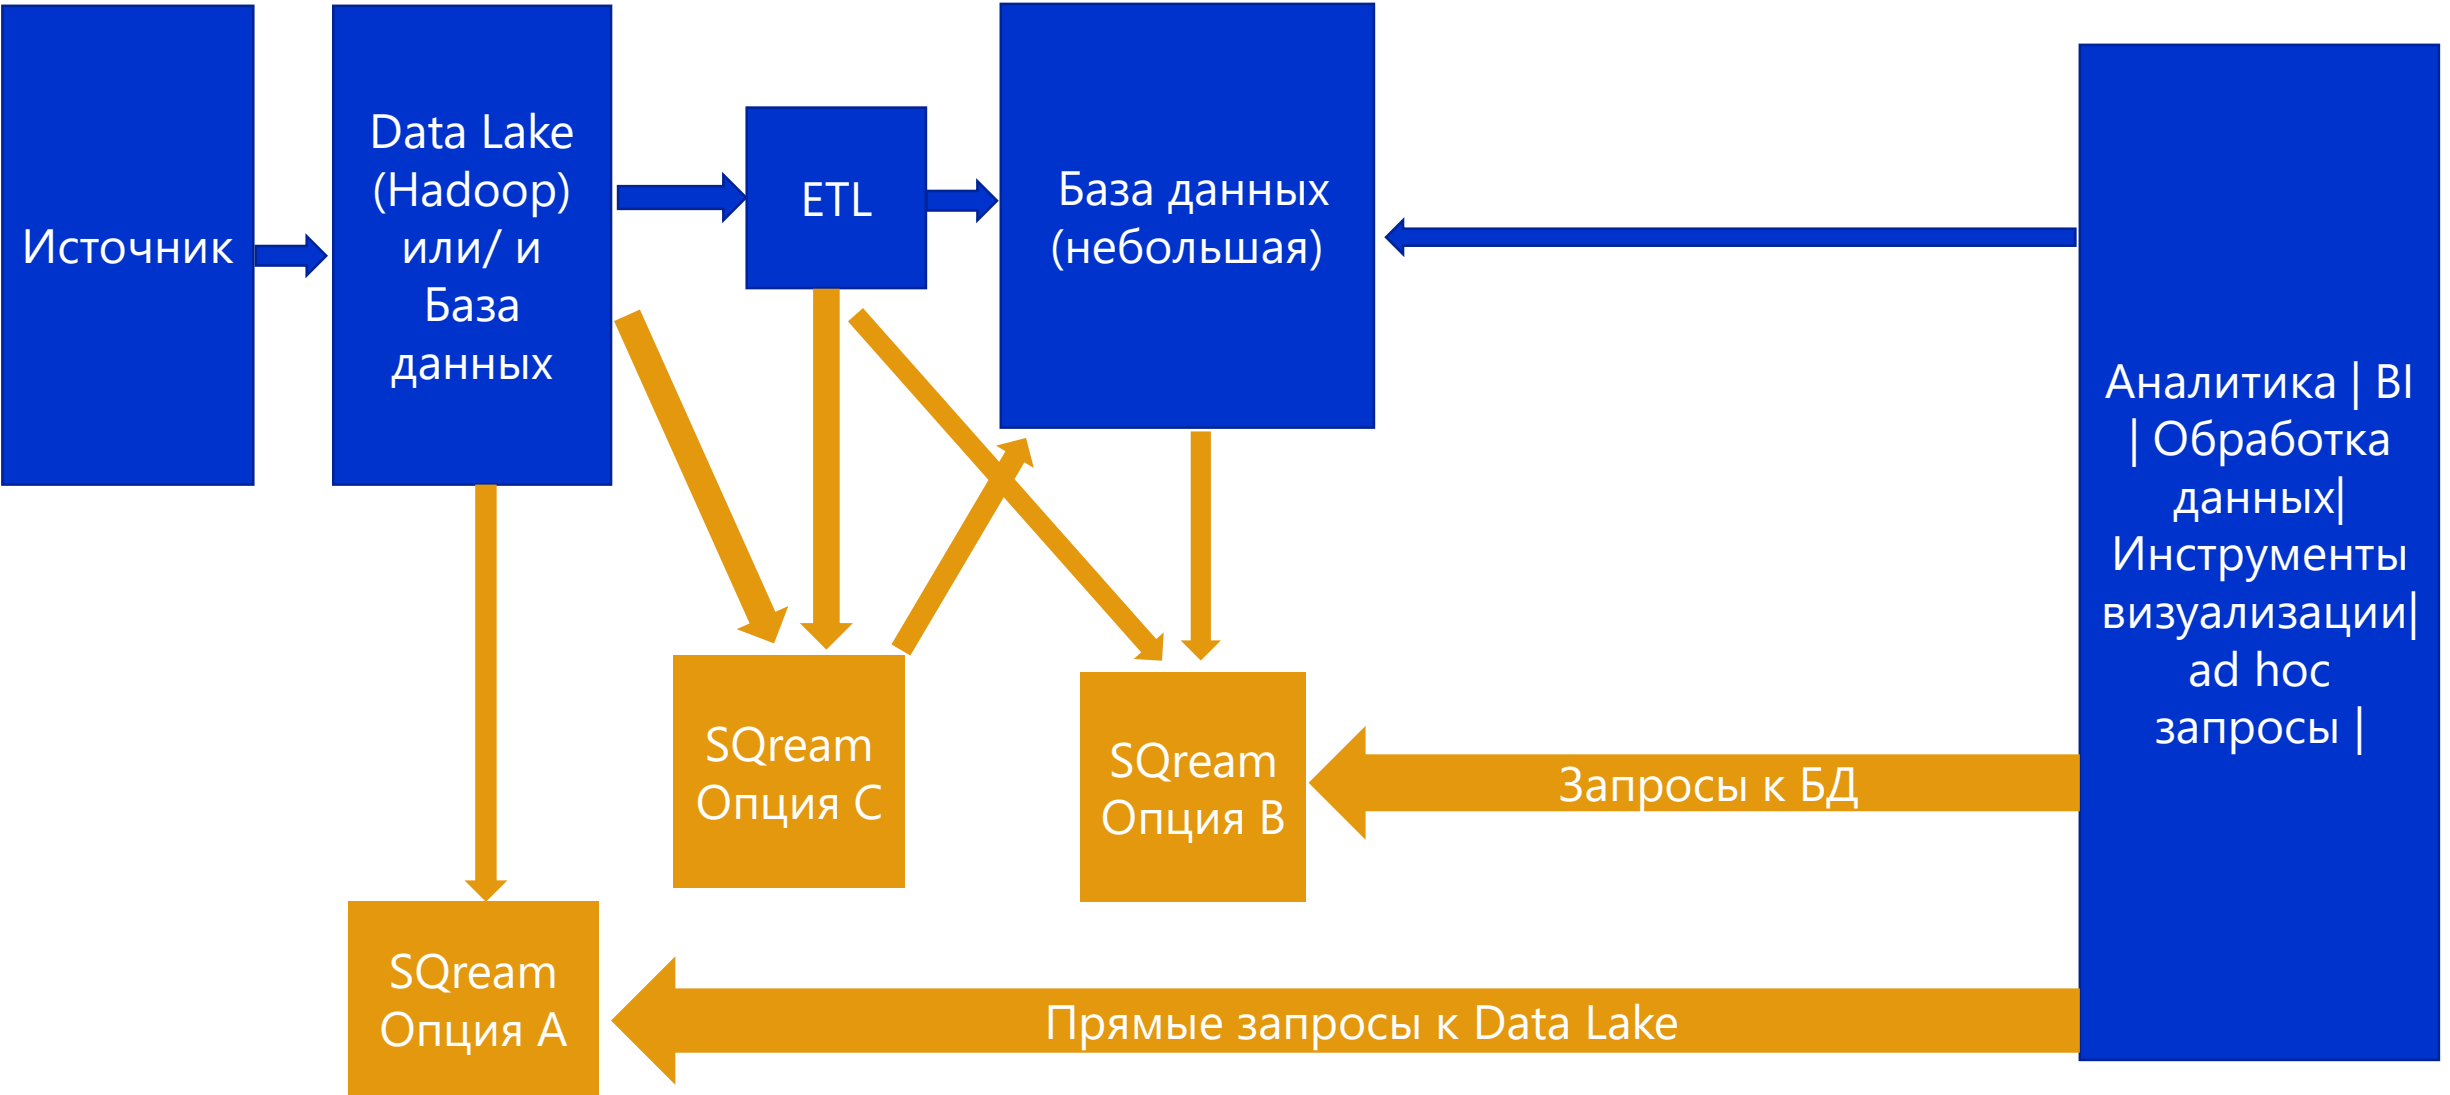 Источник
Data Lake
(Hadoop)
или/ и
База
данных
ETL
База данных
(небольшая)
Аналитика | BI
| Обработка
данных|
Инструменты
визуализации|
ad hoc
запросы |
SQream
Опция C
SQream
Опция B
Запросы к БД
SQream
Опция A
Прямые запросы к Data Lake